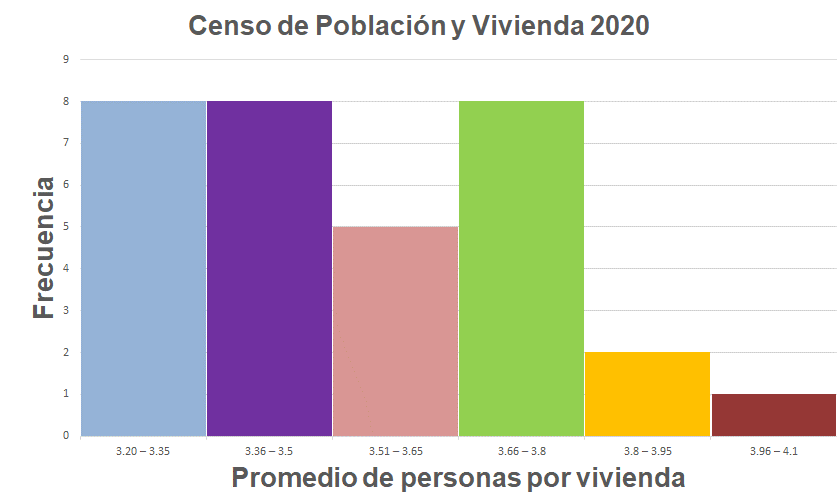 Censo de Población y Vivienda 2020
9
8
7
6
5
4
3
2
1
0
Frecuencia
3.20 – 3.35 3.36 – 3.5 3.51 – 3.65 3.66 – 3.8 3.8 – 3.95 3.96 – 4.1
Promedio de personas por vivienda